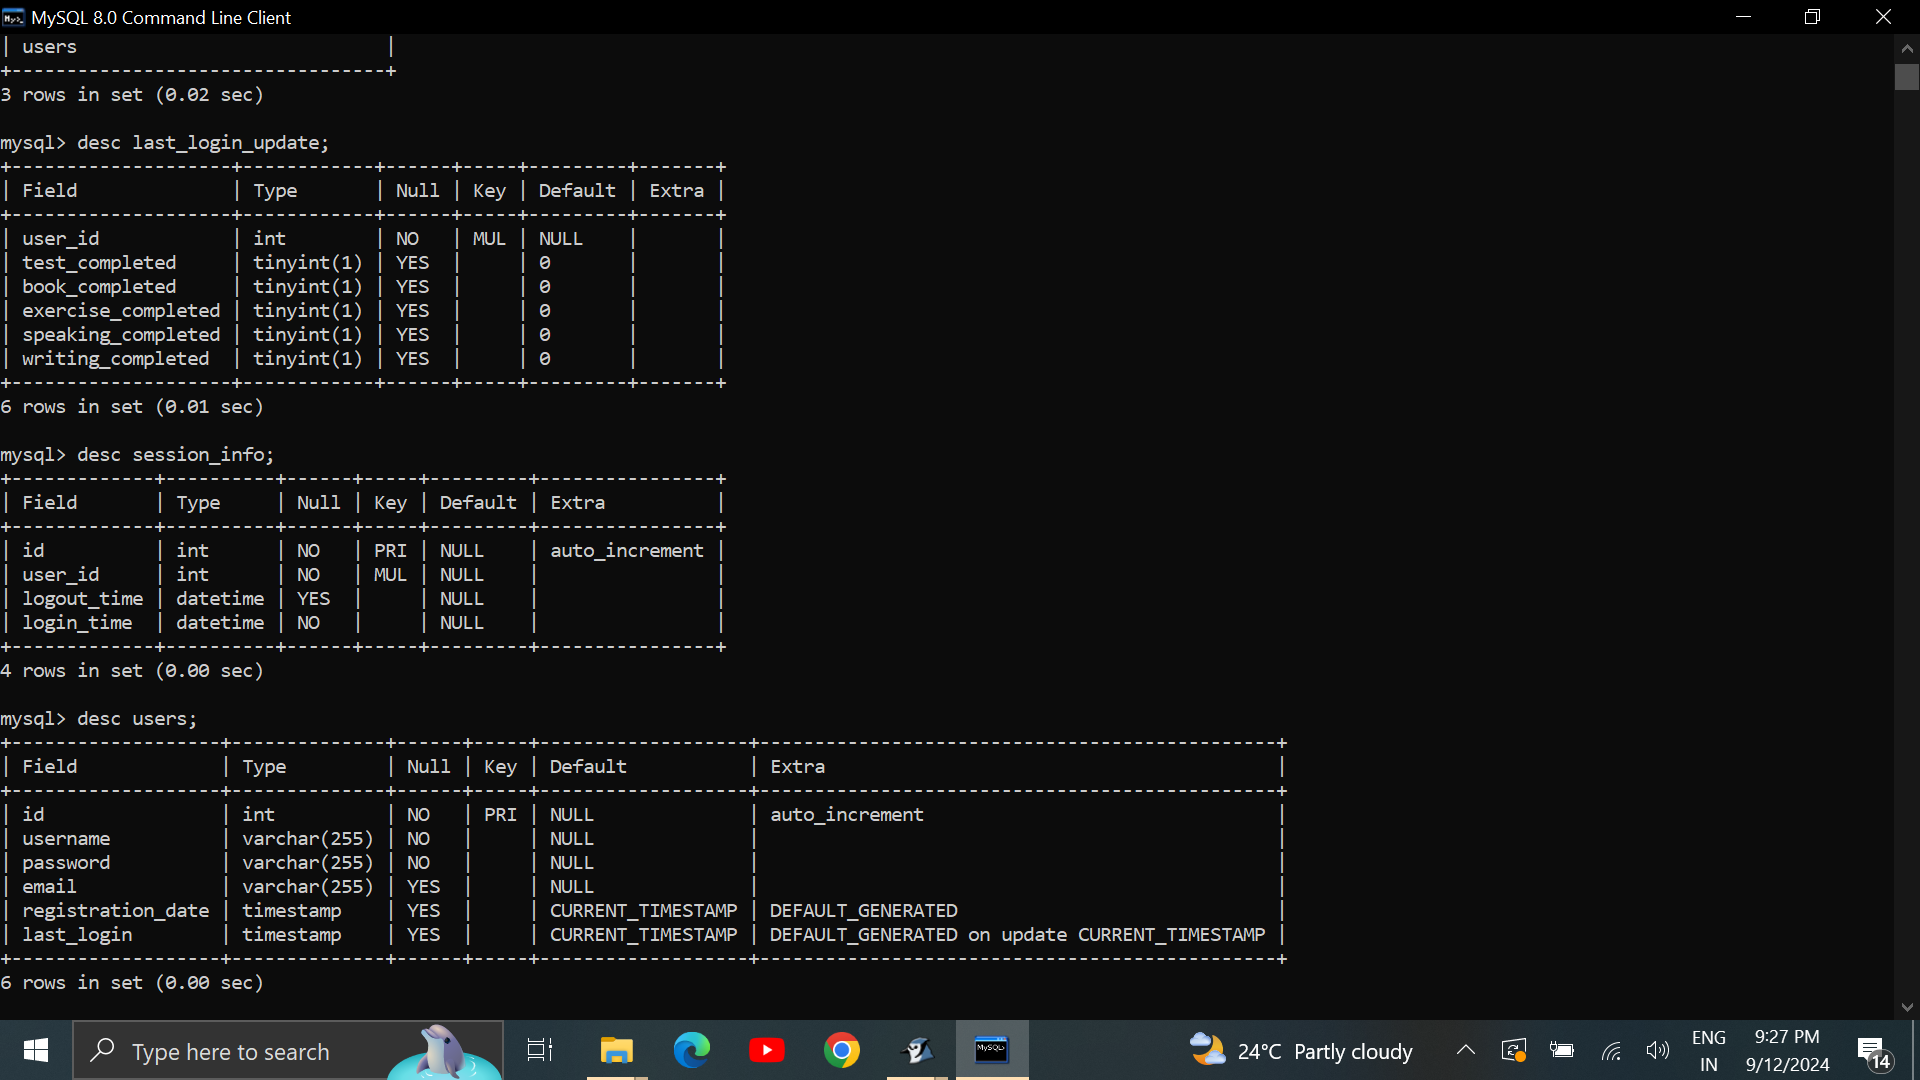 MySQL 8.0 Command Line Client
| users                            |
+----------------------------------+
3 rows in set (0.02 sec)
mysql> desc last_login_update;
+--------------------+------------+------+-----+---------+-------+
| Field              | Type       | Null | Key | Default | Extra |
+--------------------+------------+------+-----+---------+-------+
| user_id            | int        | NO   | MUL | NULL    |       |
| test_completed     | tinyint(1) | YES  |     | 0       |       |
| book_completed     | tinyint(1) | YES  |     | 0       |       |
| exercise_completed | tinyint(1) | YES  |     | 0       |       |
| speaking_completed | tinyint(1) | YES  |     | 0       |       |
| writing_completed  | tinyint(1) | YES  |     | 0       |       |
+--------------------+------------+------+-----+---------+-------+
6 rows in set (0.01 sec)
mysql> desc session_info;
+-------------+----------+------+-----+---------+----------------+
| Field       | Type     | Null | Key | Default | Extra          |
+-------------+----------+------+-----+---------+----------------+
| id          | int      | NO   | PRI | NULL    | auto_increment |
| user_id     | int      | NO   | MUL | NULL    |                |
| logout_time | datetime | YES  |     | NULL    |                |
| login_time  | datetime | NO   |     | NULL    |                |
+-------------+----------+------+-----+---------+----------------+
4 rows in set (0.00 sec)
mysql> desc users;
+-------------------+--------------+------+-----+-------------------+-----------------------------------------------+
| Field             | Type         | Null | Key | Default           | Extra                                         |
+-------------------+--------------+------+-----+-------------------+-----------------------------------------------+
| id                | int          | NO   | PRI | NULL              | auto_increment                                |
| username          | varchar(255) | NO   |     | NULL              |                                               |
| password          | varchar(255) | NO   |     | NULL              |                                               |
| email             | varchar(255) | YES  |     | NULL              |                                               |
| registration_date | timestamp    | YES  |     | CURRENT_TIMESTAMP | DEFAULT_GENERATED                             |
| last_login        | timestamp    | YES  |     | CURRENT_TIMESTAMP | DEFAULT_GENERATED on update CURRENT_TIMESTAMP |
+-------------------+--------------+------+-----+-------------------+-----------------------------------------------+
6 rows in set (0.00 sec)
Type here to search
MySQL>
24°C Partly cloudy
ENG
IN
9:27 PM
9/12/2024
14